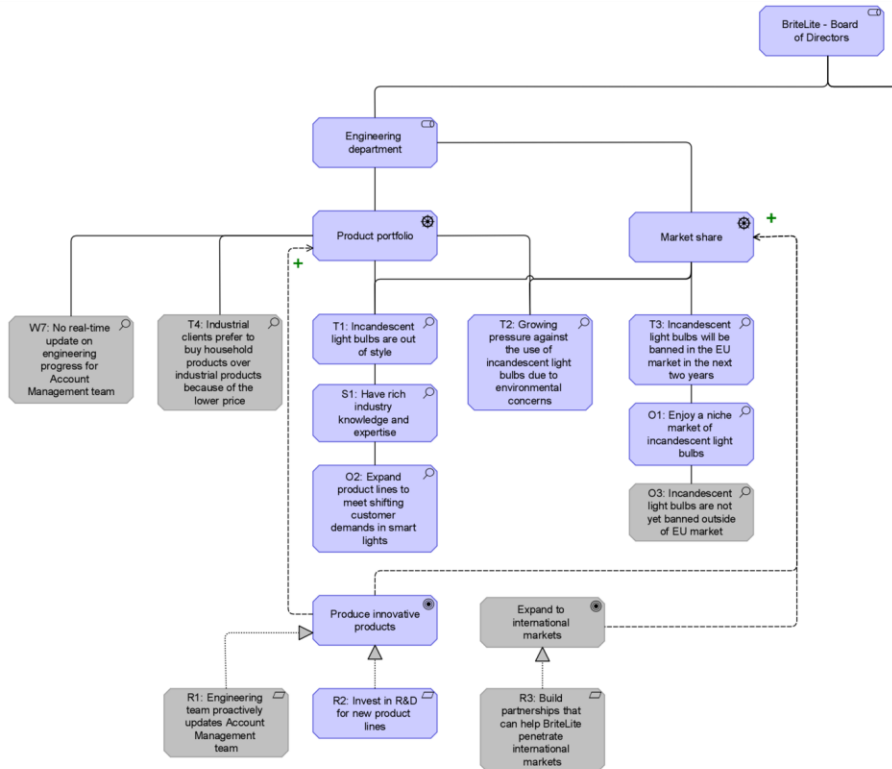 BriteLite - Board
of Directors
Engineering
department
Product portfolio
+
Market share
+
W7: No real-time
update on
engineering
progress for
Account
Management team
T4: Industrial
clients prefer to
buy household
products over
industrial products
because of the
lower price
T1: Incandescent
light bulbs are out
of style
T2: Growing
pressure against
the use of
incandescent light
bulbs due to
environmental
concerns
T3: Incandescent
light bulbs will be
banned in the EU
market in the next
two years
S1: Have rich
industry
knowledge and
expertise
O1: Enjoy a niche
market of
incandescent light
bulbs
O2: Expand
product lines to
meet shifting
customer
demands in smart
lights
O3: Incandescent
light bulbs are not
yet banned outside
of EU market
Produce innovative
products
Expand to
international
markets
R1: Engineering
team proactively
updates Account
Management
team
R2: Invest in R&D
for new product
lines
R3: Build
partnerships that
can help BriteLite
penetrate
international
markets